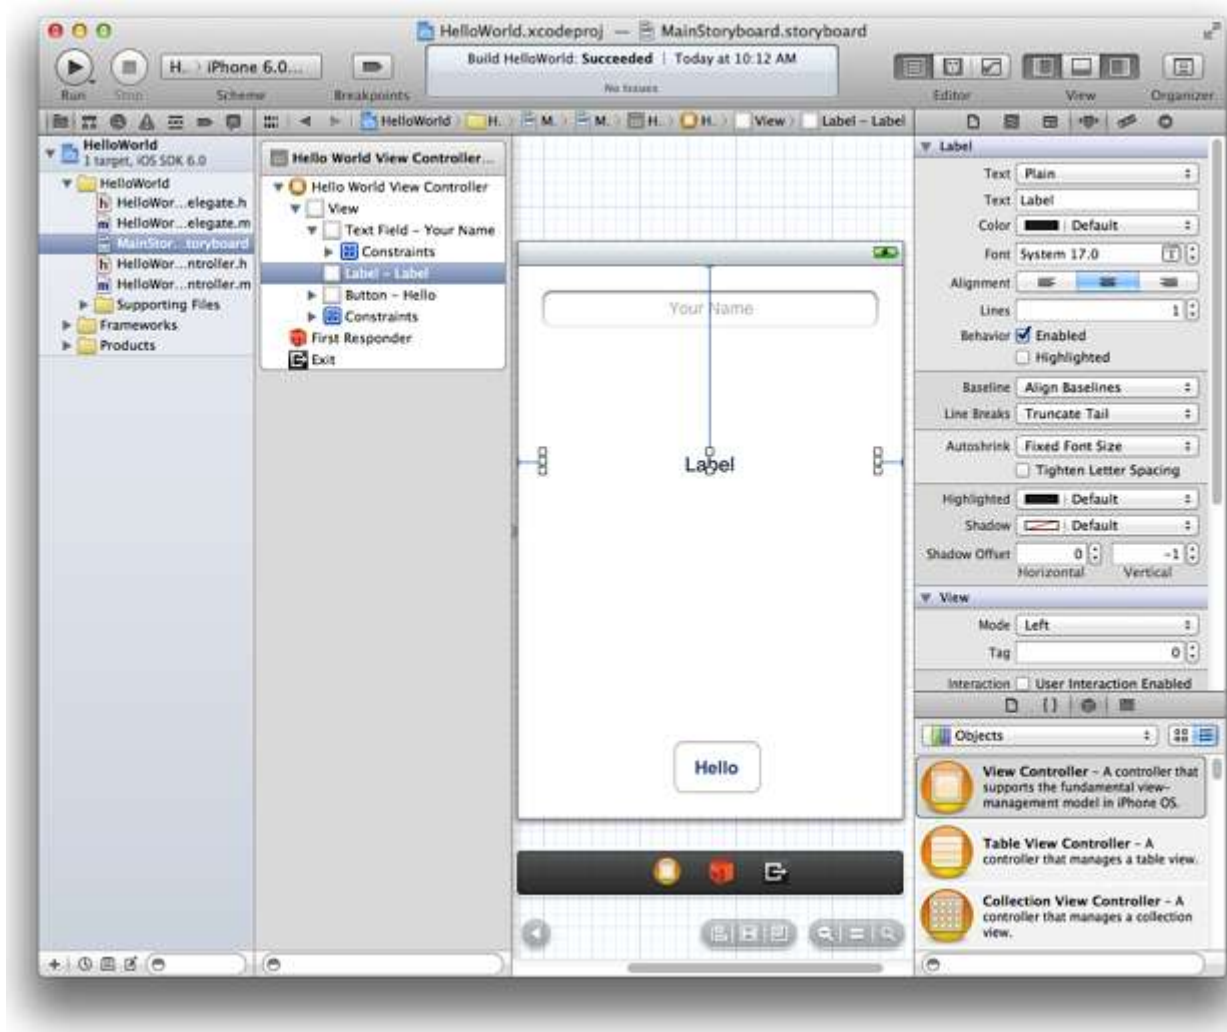 HelloWorld.xcodeproj — MainStoryboard.storyboard
H... › iPhone 6.0...
Build HelloWorld: Succeeded | Today at 10:12 AM
No Issues
Run Stop Scheme Breakpoints Editor View Organizer
HelloWorld H... M... M... H... H... View Label – Label
HelloWorld
1 target, iOS SDK 6.0
HelloWorld
HelloWor...elegate.h
HelloWor...elegate.m
MainStor...toryboard
HelloWor...ntroller.h
HelloWor...ntroller.m
Supporting Files
Frameworks
Products
Hello World View Controller...
Hello World View Controller
View
Text Field – Your Name
Constraints
Label – Label
Button – Hello
Constraints
First Responder
Exit
Your Name
Label
Hello
Label
Text Plain
Text Label
Color Default
Font System 17.0
Alignment
Lines 1
Behavior Enabled
Highlighted
Baseline Align Baselines
Line Breaks Truncate Tail
Autoshrink Fixed Font Size
Tighten Letter Spacing
Highlighted Default
Shadow Default
Shadow Offset 0 -1
Horizontal Vertical
View
Mode Left
Tag 0
Interaction User Interaction Enabled
Objects
View Controller – A controller that
supports the fundamental view-
management model in iPhone OS.
Table View Controller – A
controller that manages a table view.
Collection View Controller – A
controller that manages a collection
view.